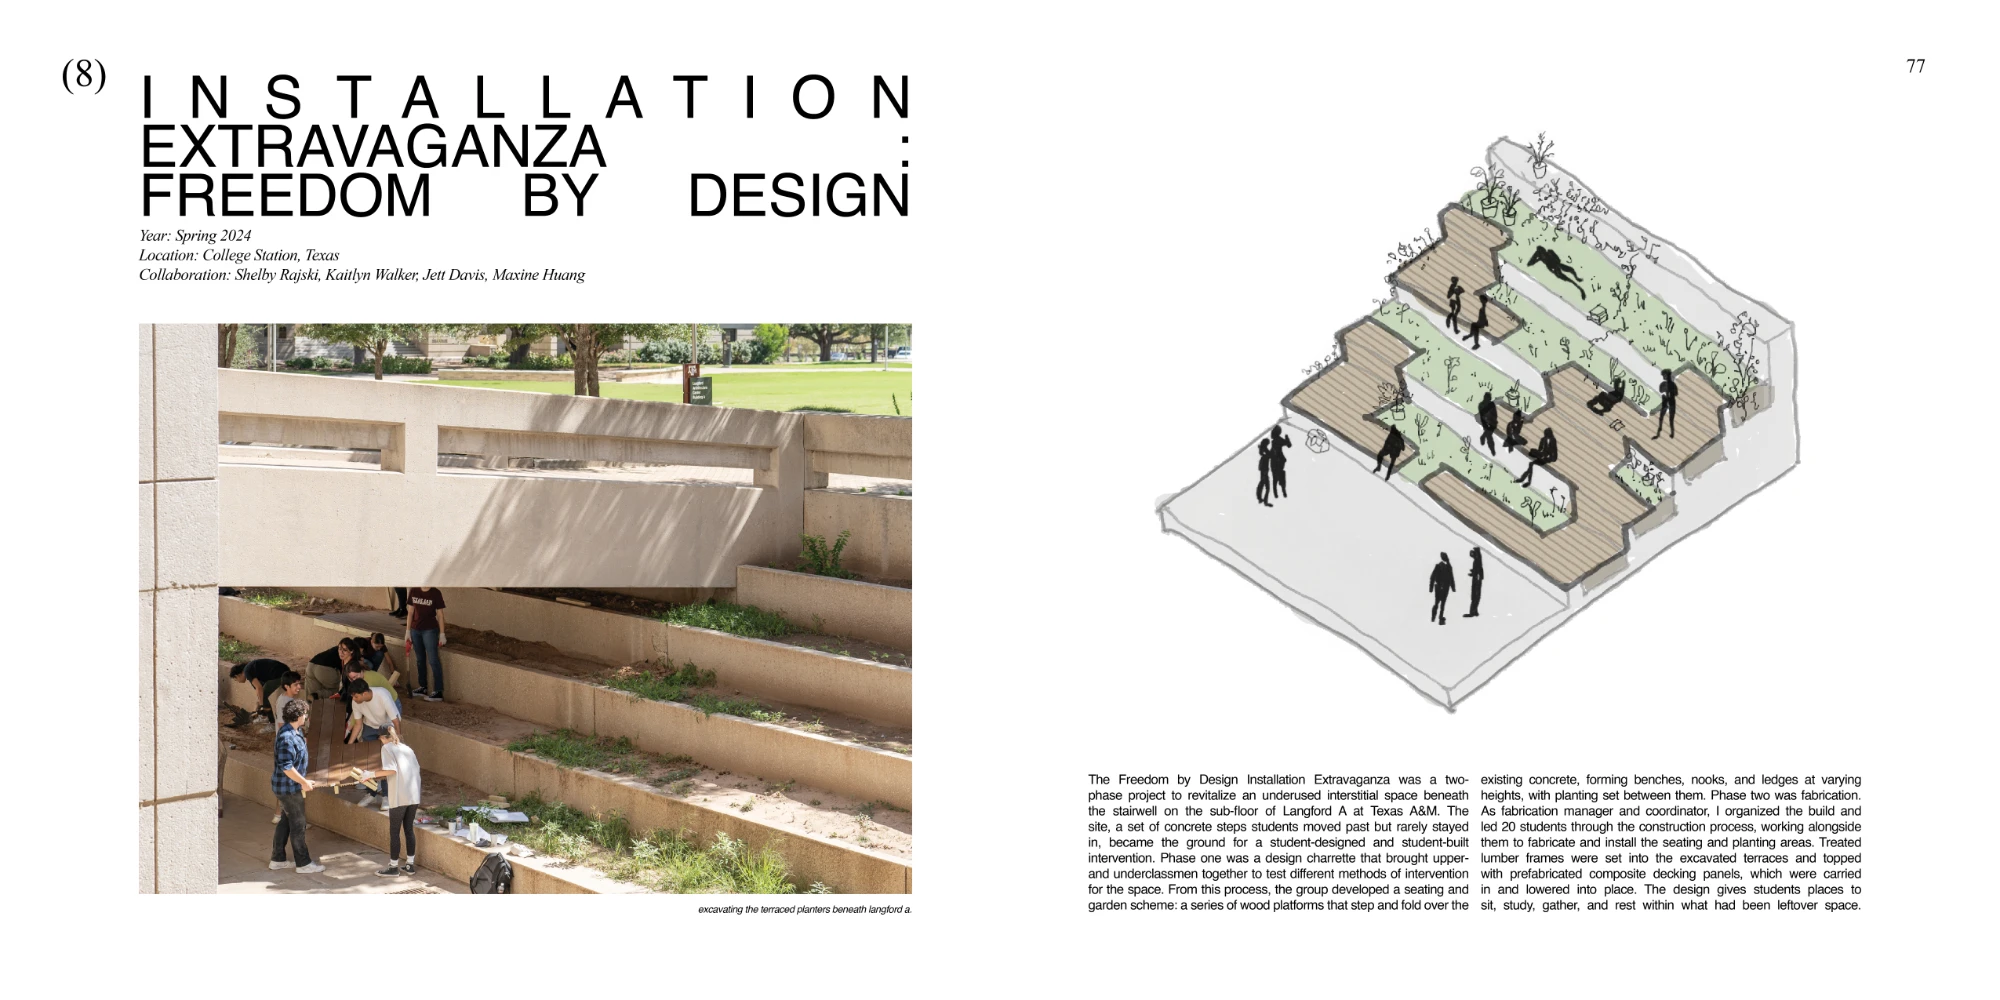 (8)
INSTALLATION
EXTRAVAGANZA :
FREEDOM BY DESIGN
Year: Spring 2024
Location: College Station, Texas
Collaboration: Shelby Rajski, Kaitlyn Walker, Jett Davis, Maxine Huang
excavating the terraced planters beneath langford a.
77
The Freedom by Design Installation Extravaganza was a two-
phase project to revitalize an underused interstitial space beneath
the stairwell on the sub-floor of Langford A at Texas A&M. The
site, a set of concrete steps students moved past but rarely stayed
in, became the ground for a student-designed and student-built
intervention. Phase one was a design charrette that brought upper-
and underclassmen together to test different methods of intervention
for the space. From this process, the group developed a seating and
garden scheme: a series of wood platforms that step and fold over the
existing concrete, forming benches, nooks, and ledges at varying
heights, with planting set between them. Phase two was fabrication.
As fabrication manager and coordinator, I organized the build and
led 20 students through the construction process, working alongside
them to fabricate and install the seating and planting areas. Treated
lumber frames were set into the excavated terraces and topped
with prefabricated composite decking panels, which were carried
in and lowered into place. The design gives students places to
sit, study, gather, and rest within what had been leftover space.